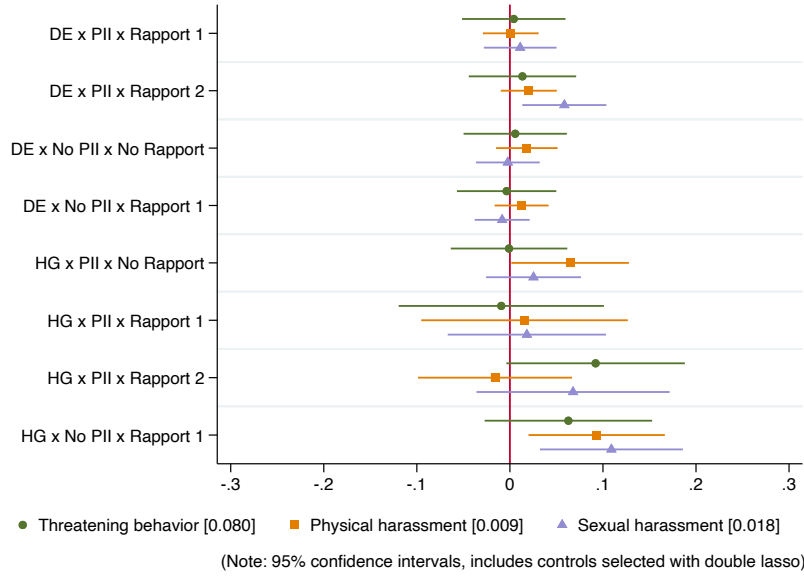 DE x PII x Rapport 1
DE x PII x Rapport 2
DE x No PII x No Rapport
DE x No PII x Rapport 1
HG x PII x No Rapport
HG x PII x Rapport 1
HG x PII x Rapport 2
HG x No PII x Rapport 1
-.3 -.2 -.1 0 .1 .2 .3
Threatening behavior [0.080] Physical harassment [0.009] Sexual harassment [0.018]
(Note: 95% confidence intervals, includes controls selected with double lasso)